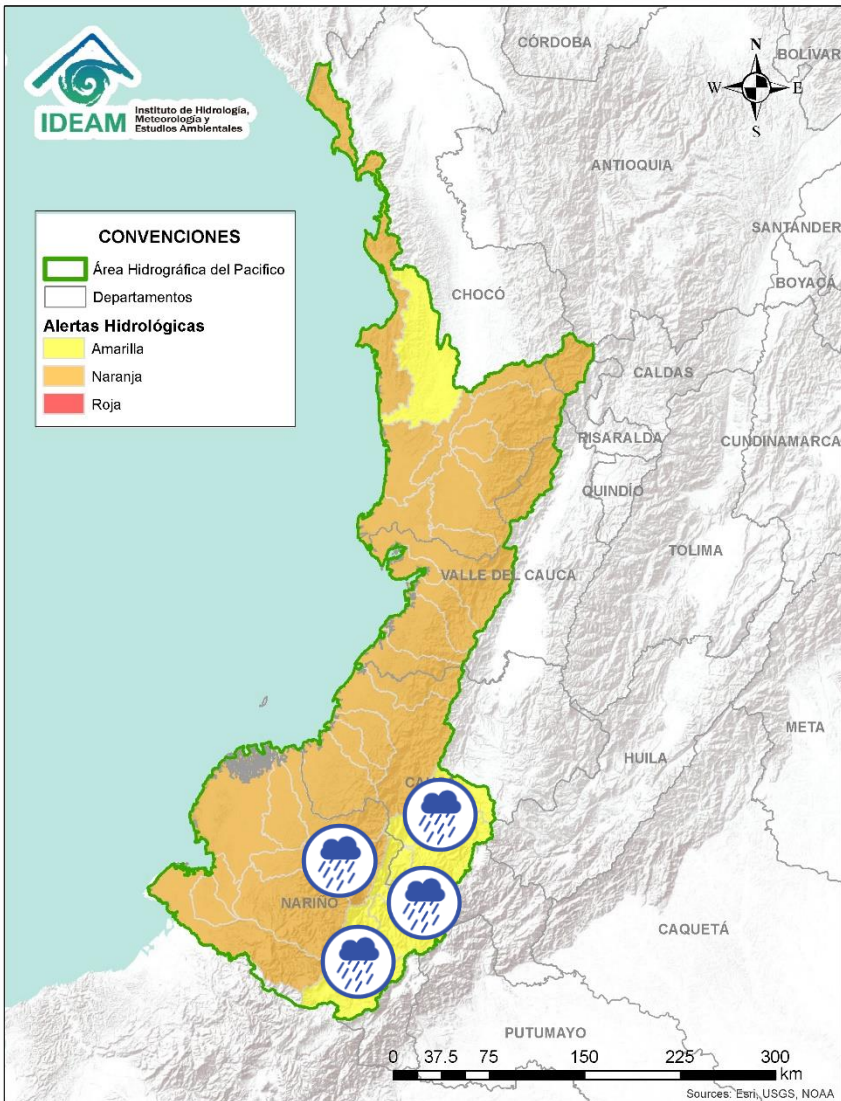 IDEAM
Instituto de Hidrología,
Meteorología y
Estudios Ambientales
CÓRDOBA
BOLÍVAR
N
W
E
S
ANTIOQUIA
SANTANDER
BOYACÁ
CONVENCIONES
Área Hidrográfica del Pacifico
Departamentos
Alertas Hidrológicas
Amarilla
Naranja
Roja
CHOCÓ
CALDAS
RISARALDA
CUNDINAMARCA
QUINDÍO
TOLIMA
VALLE DEL CAUCA
META
HUILA
NARIÑO
CAQUETÁ
PUTUMAYO
0 37.5 75 150 225 300
km
Sources: Esri, USGS, NOAA